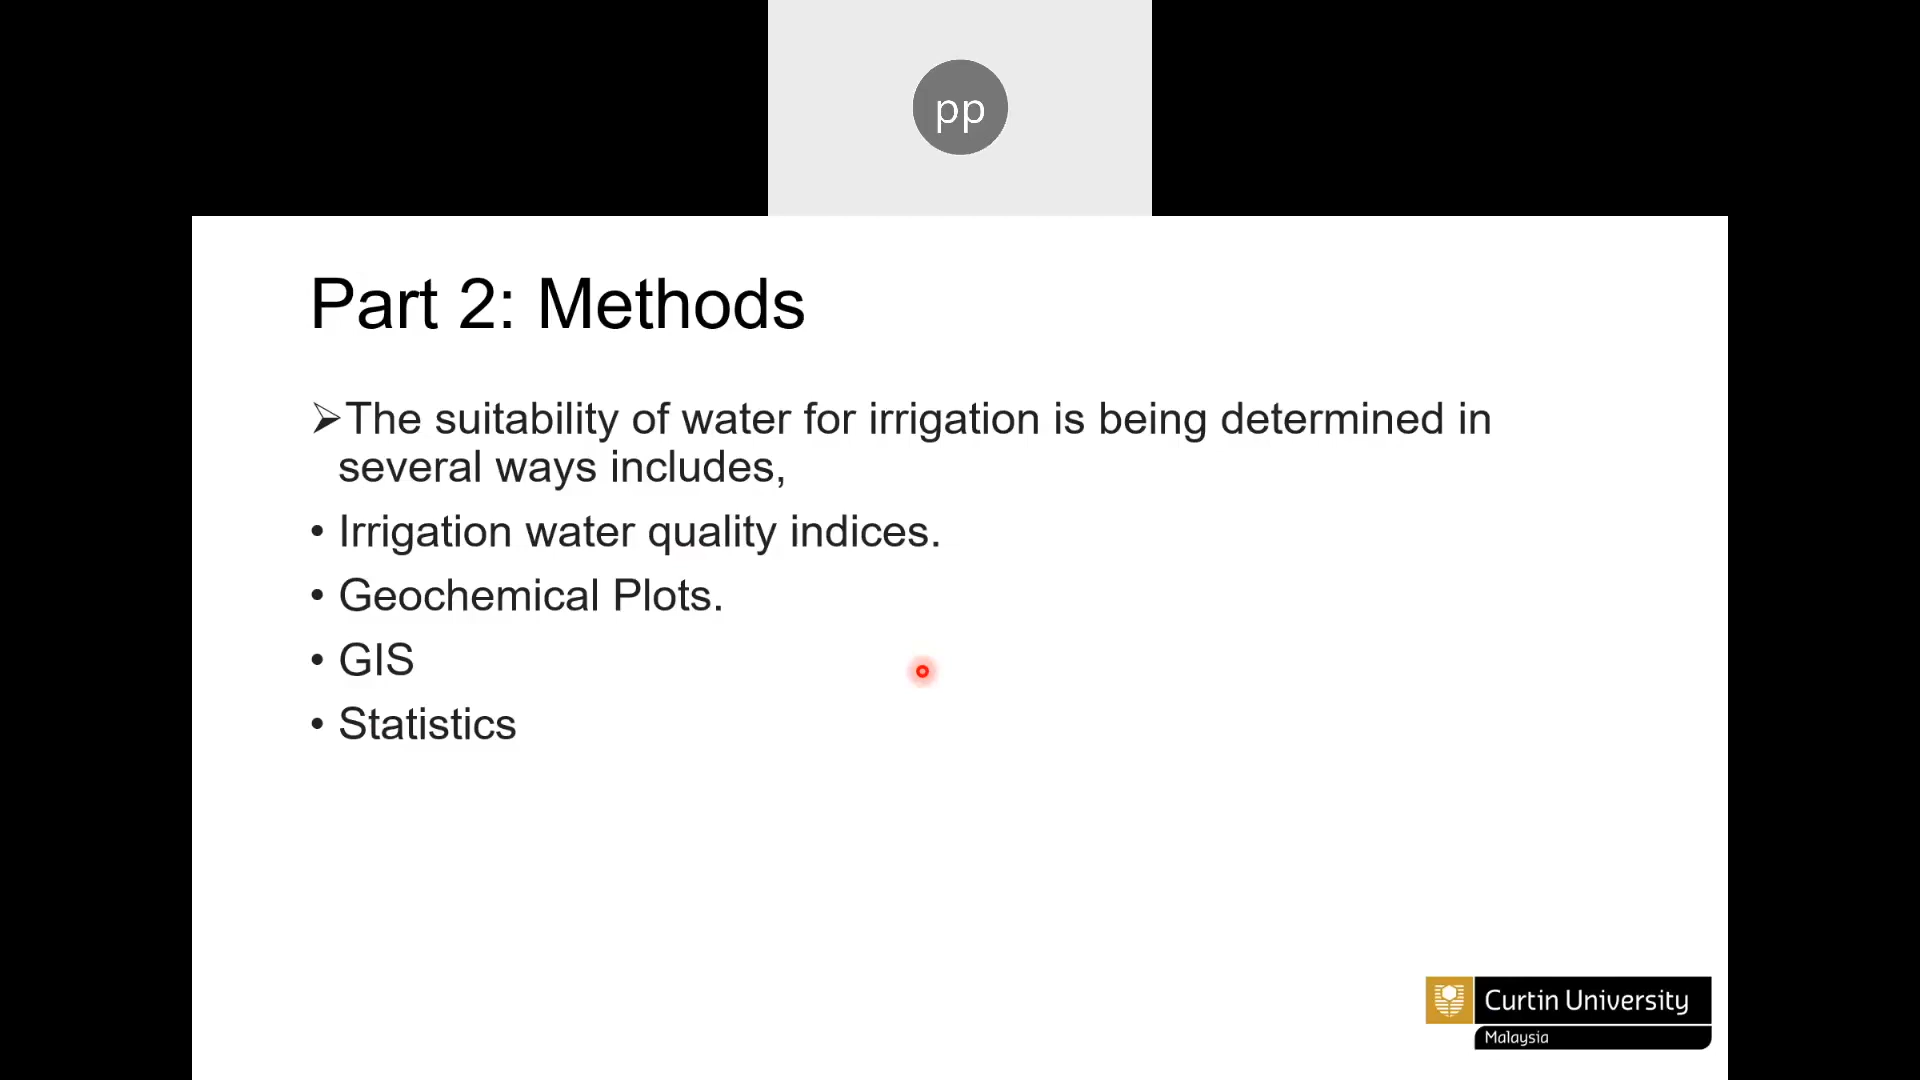 pp
Part 2: Methods
➢The suitability of water for irrigation is being determined in
several ways includes,
• Irrigation water quality indices.
• Geochemical Plots.
• GIS
• Statistics
Curtin University
Malaysia